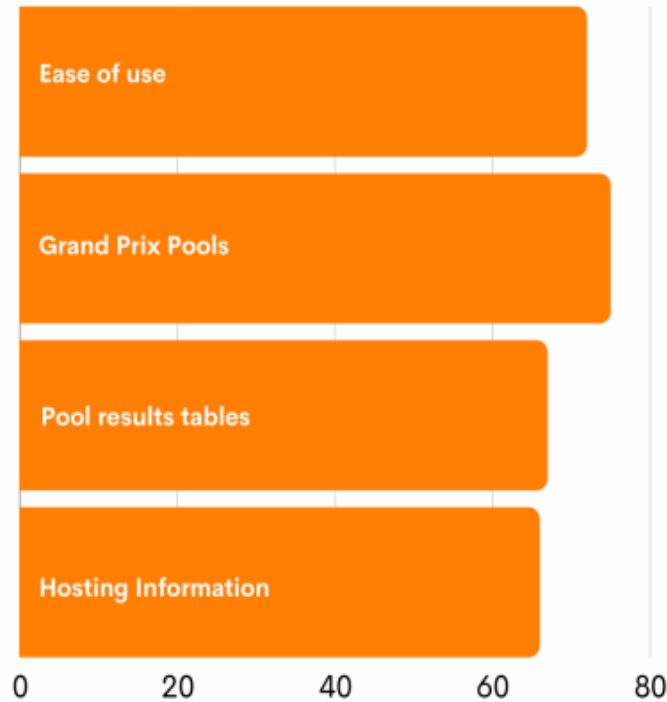 Ease of use
Grand Prix Pools
Pool results tables
Hosting Information
0 20 40 60 80